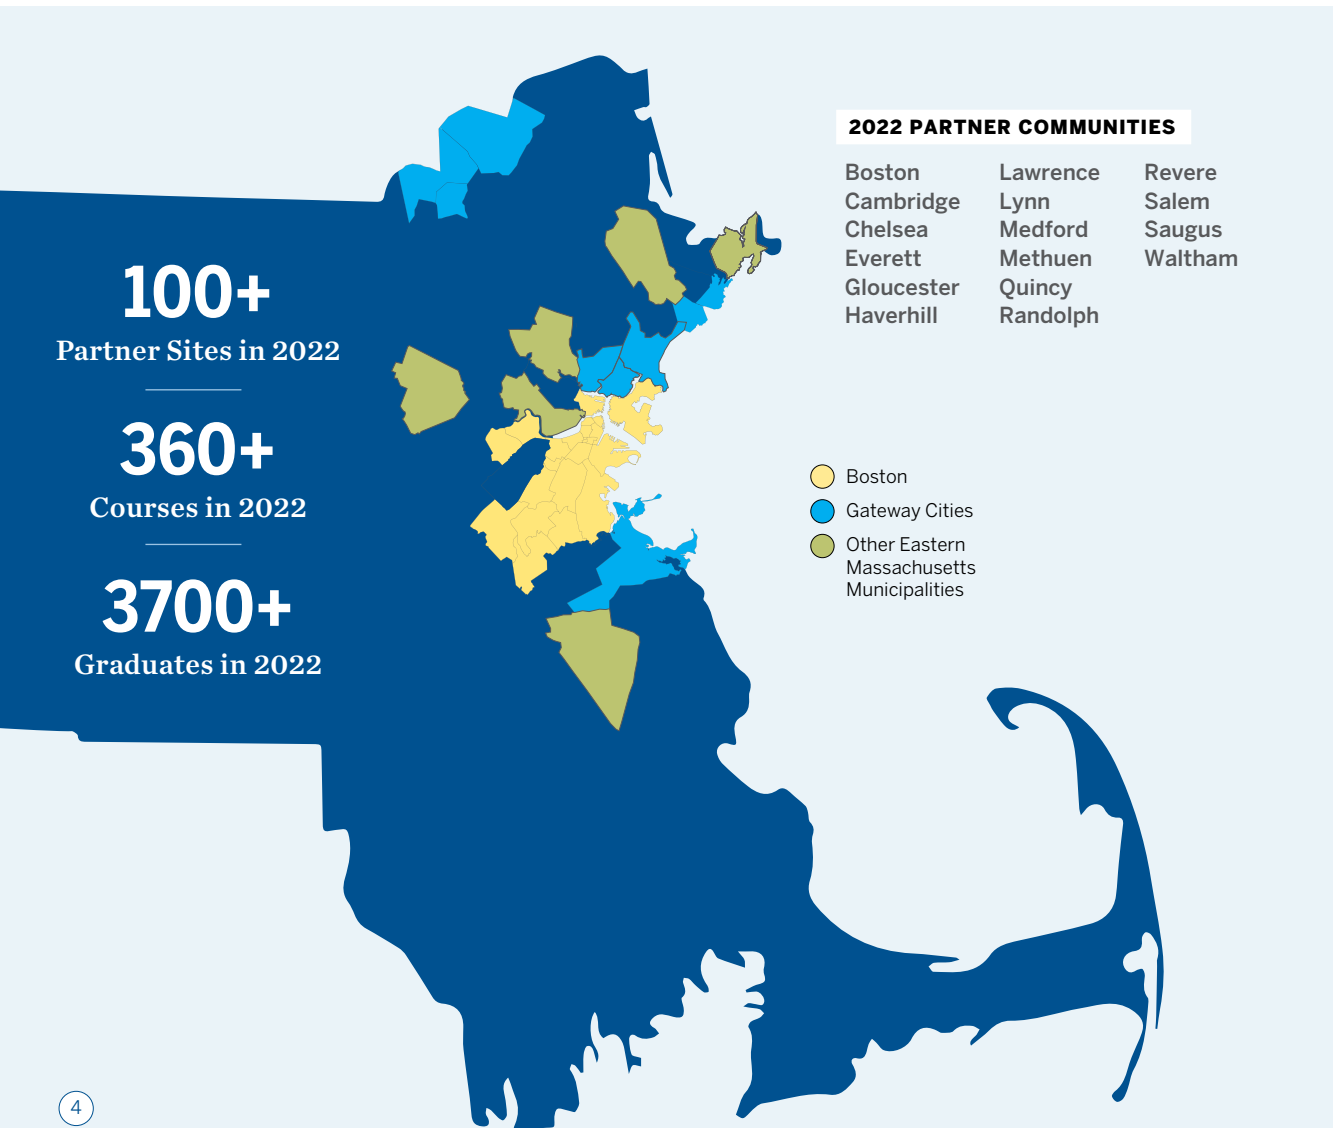 100+
Partner Sites in 2022
360+
Courses in 2022
3700+
Graduates in 2022
2022 PARTNER COMMUNITIES
Boston
Cambridge
Chelsea
Everett
Gloucester
Haverhill
Lawrence
Lynn
Medford
Methuen
Quincy
Randolph
Revere
Salem
Saugus
Waltham
Boston
Gateway Cities
Other Eastern
Massachusetts
Municipalities
4